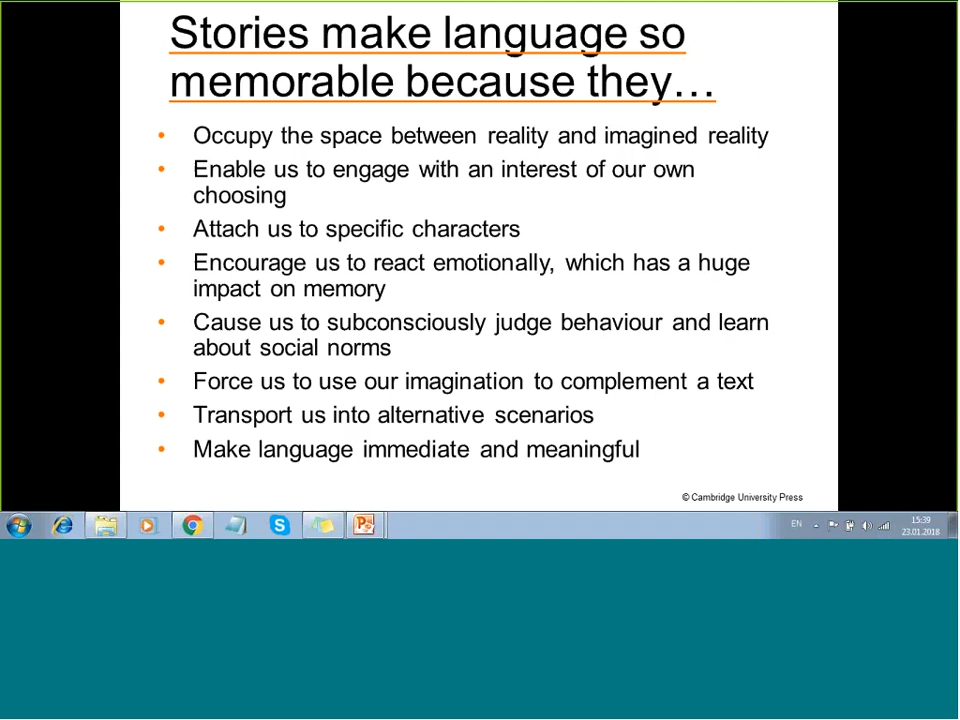 Stories make language so
memorable because they…
• Occupy the space between reality and imagined reality
• Enable us to engage with an interest of our own
choosing
• Attach us to specific characters
• Encourage us to react emotionally, which has a huge
impact on memory
• Cause us to subconsciously judge behaviour and learn
about social norms
• Force us to use our imagination to complement a text
• Transport us into alternative scenarios
• Make language immediate and meaningful
© Cambridge University Press
EN
15:39
23.01.2018